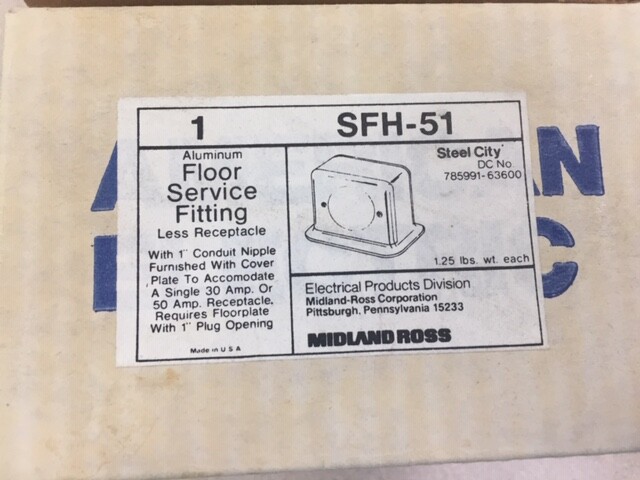 1
SFH-51
Aluminum
Floor
Service
Fitting
Less Receptacle
With 1" Conduit Nipple
Furnished With Cover
Plate To Accomodate
A Single 30 Amp. Or
50 Amp. Receptacle.
Requires Floorplate
With 1" Plug Opening
Made in U S A
Steel City
DC No.
785991-63600
1.25 lbs. wt. each
Electrical Products Division
Midland-Ross Corporation
Pittsburgh, Pennsylvania 15233
MIDLAND ROSS